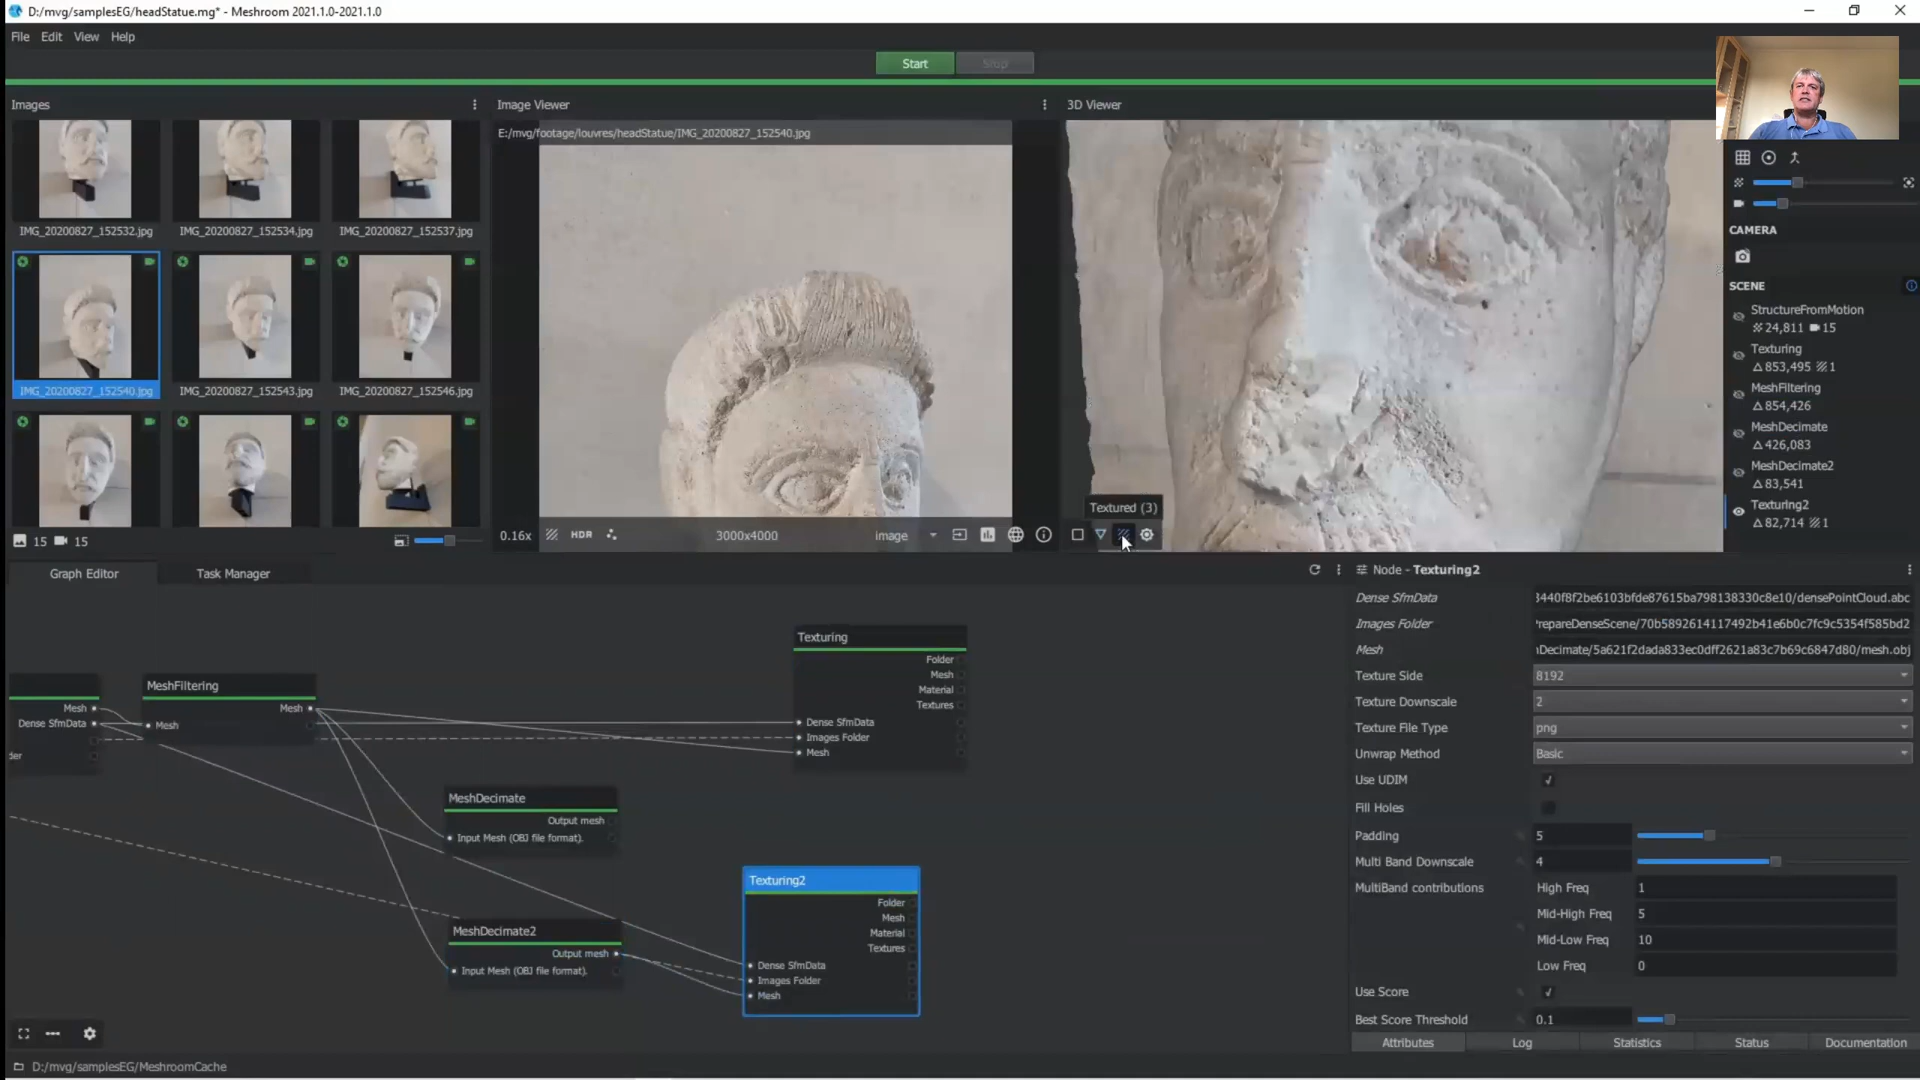 D:/mvg/samplesEG/headStatue.mg* - Meshroom 2021.1.0-2021.1.0
File Edit View Help
Start Stop
Images
IMG_20200827_152532.jpg IMG_20200827_152534.jpg IMG_20200827_152537.jpg
IMG_20200827_152540.jpg IMG_20200827_152543.jpg IMG_20200827_152546.jpg
15 15
Image Viewer
E:/mvg/footage/louvres/headStatue/IMG_20200827_152540.jpg
0.16x HDR 3000x4000 image
3D Viewer
Textured (3)
CAMERA
SCENE
StructureFromMotion
24,811 15
Texturing
853,495 1
MeshFiltering
854,426
MeshDecimate
426,083
MeshDecimate2
83,541
Texturing2
82,714 1
Graph Editor Task Manager
Mesh
Dense SfmData
der
MeshFiltering
Mesh
Mesh
Texturing
Folder
Mesh
Material
Textures
Dense SfmData
Images Folder
Mesh
MeshDecimate
Output mesh
Input Mesh (OBJ file format).
MeshDecimate2
Output mesh
Input Mesh (OBJ file format).
Texturing2
Folder
Mesh
Material
Textures
Dense SfmData
Images Folder
Mesh
Node - Texturing2
Dense SfmData 3440f8f2be6103bfde87615ba798138330c8e10/densePointCloud.abc
Images Folder PrepareDenseScene/70b5892614117492b41e6b0c7fc9c5354f585bd2
Mesh Decimate/5a621f2dada833ec0dff2621a83c7b69c6847d80/mesh.obj
Texture Side 8192
Texture Downscale 2
Texture File Type png
Unwrap Method Basic
Use UDIM
Fill Holes
Padding 5
Multi Band Downscale 4
MultiBand contributions High Freq 1
Mid-High Freq 5
Mid-Low Freq 10
Low Freq 0
Use Score
Best Score Threshold 0.1
Attributes Log Statistics Status Documentation
D:/mvg/samplesEG/MeshroomCache